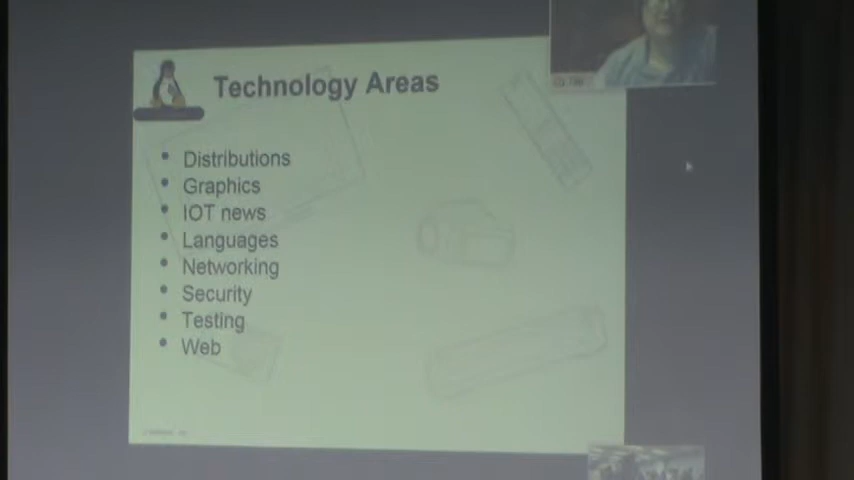 Technology Areas
Distributions
Graphics
IOT news
Languages
Networking
Security
Testing
Web